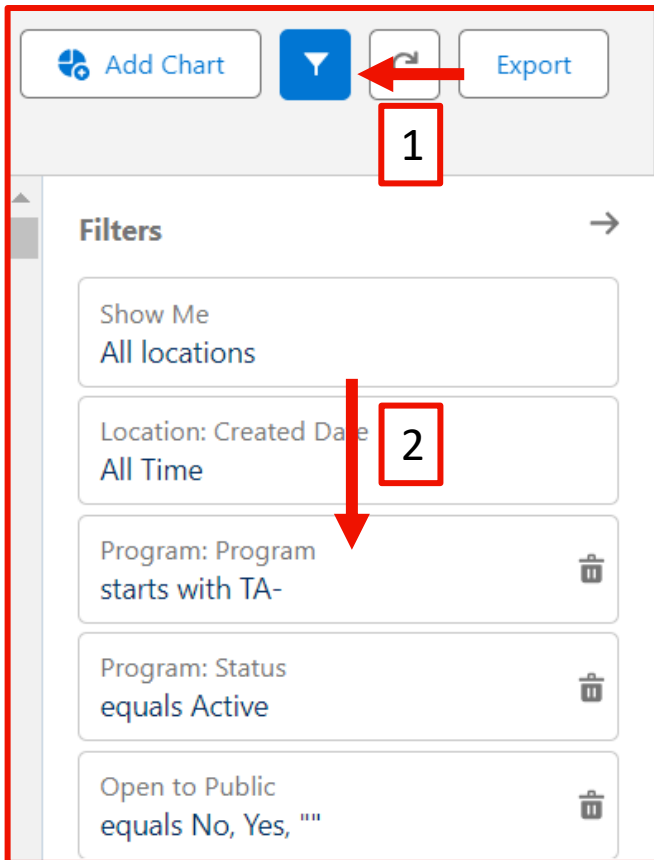 Add Chart
Export
1
Filters
Show Me
All locations
Location: Created Date
All Time
2
Program: Program
starts with TA-
Program: Status
equals Active
Open to Public
equals No, Yes, ""